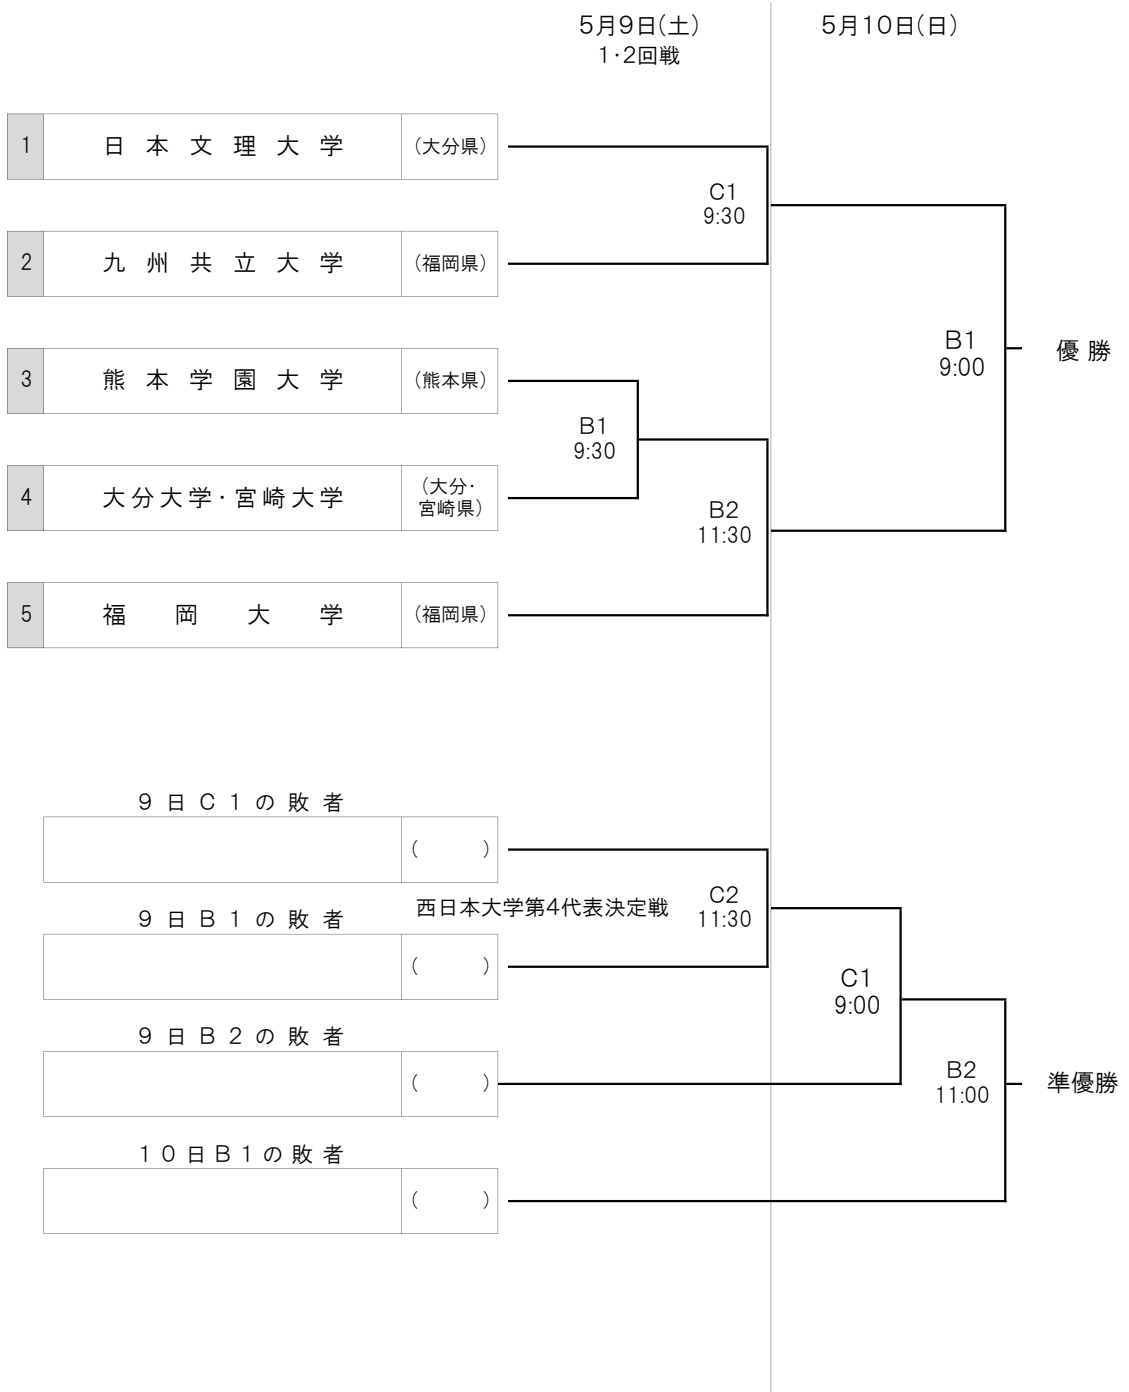 5月9日(土)
1・2回戦
5月10日(日)
1 日本文理大学 (大分県)
C1
9:30
2 九州共立大学 (福岡県)
B1
9:00
優勝
3 熊本学園大学 (熊本県)
B1
9:30
4 大分大学・宮崎大学 (大分・
宮崎県)
B2
11:30
5 福岡大学 (福岡県)
9日C1の敗者
( )
西日本大学第4代表決定戦
C2
11:30
9日B1の敗者
( )
C1
9:00
9日B2の敗者
( )
B2
11:00
準優勝
10日B1の敗者
( )